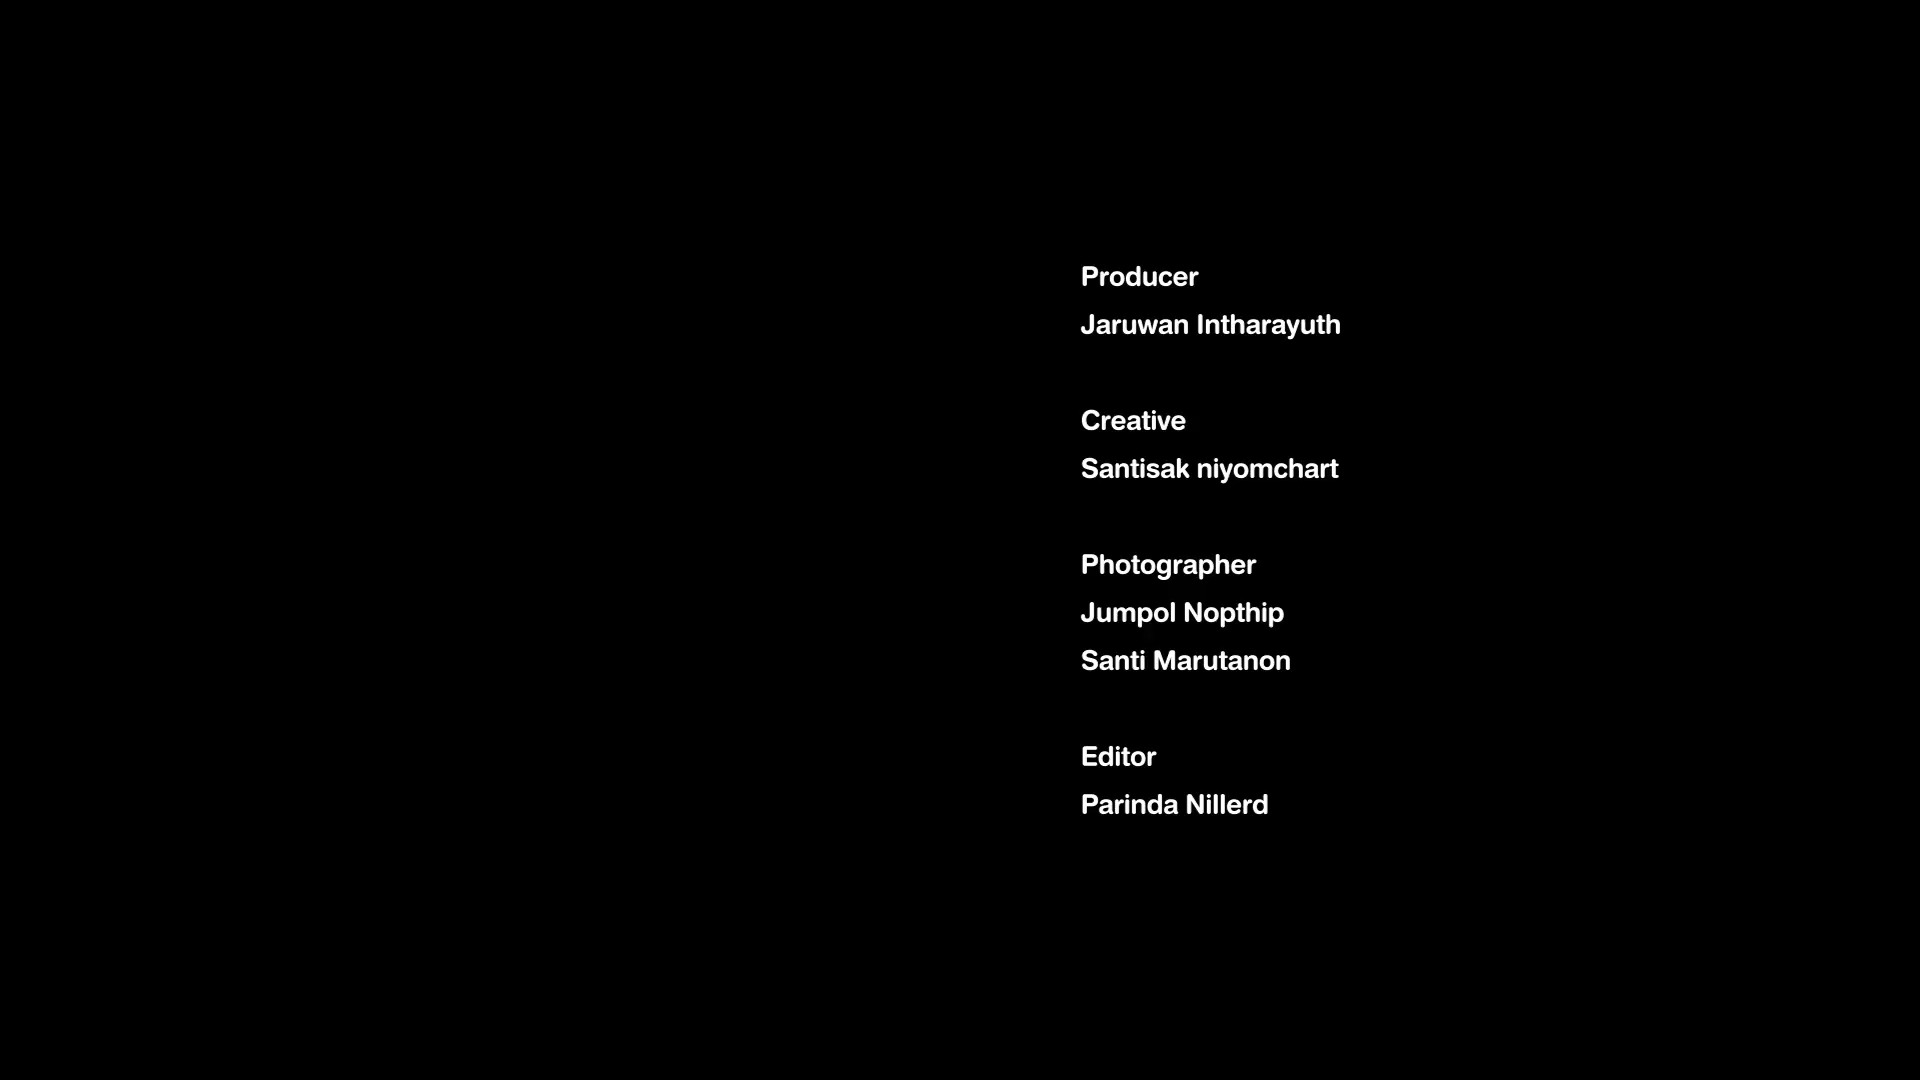 Producer
Jaruwan Intharayuth
Creative
Santisak niyomchart
Photographer
Jumpol Nopthip
Santi Marutanon
Editor
Parinda Nillerd